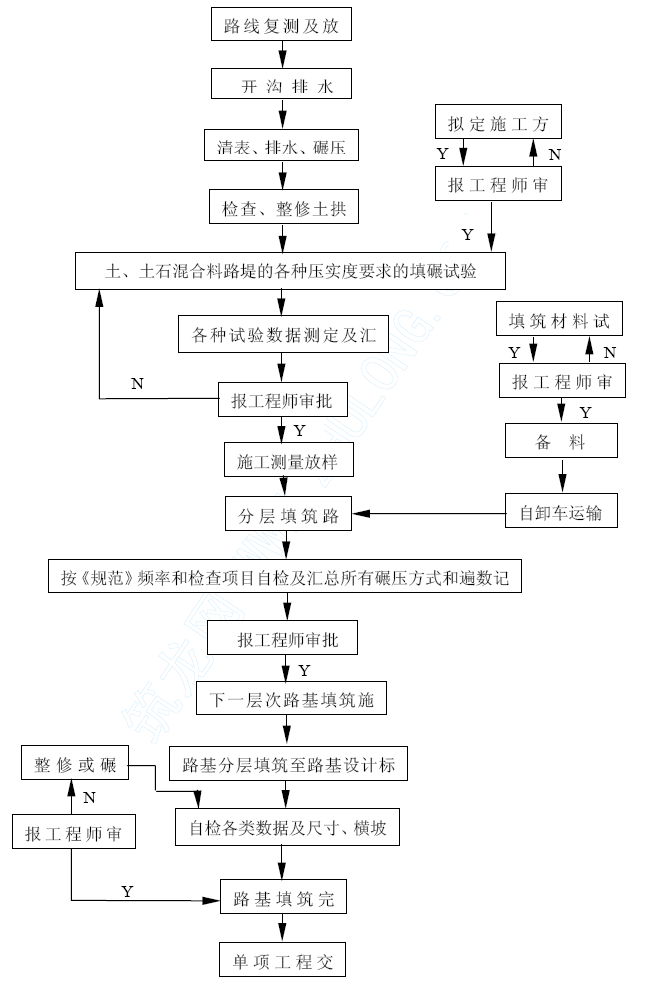 路线复测及放
开 沟 排 水
清表、排水、碾压
拟定施工方
Y
N
检查、整修土拱
报工程师审
Y
土、土石混合料路堤的各种压实度要求的填碾试验
各种试验数据测定及汇
填筑材料试
Y
N
N
报工程师审批
报工程师审
Y
Y
施工测量放样
备 料
分层填筑路
自卸车运输
按《规范》频率和检查项目自检及汇总所有碾压方式和遍数记
报工程师审批
Y
下一层次路基填筑施
整修或碾
路基分层填筑至路基设计标
N
报工程师审
自检各类数据及尺寸、横坡
Y
路基填筑完
单项工程交
筑龙网